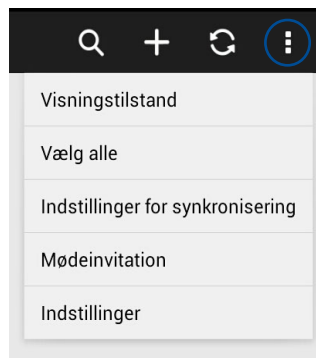 Visningstilstand
Vælg alle
Indstillinger for synkronisering
Mødeinvitation
Indstillinger